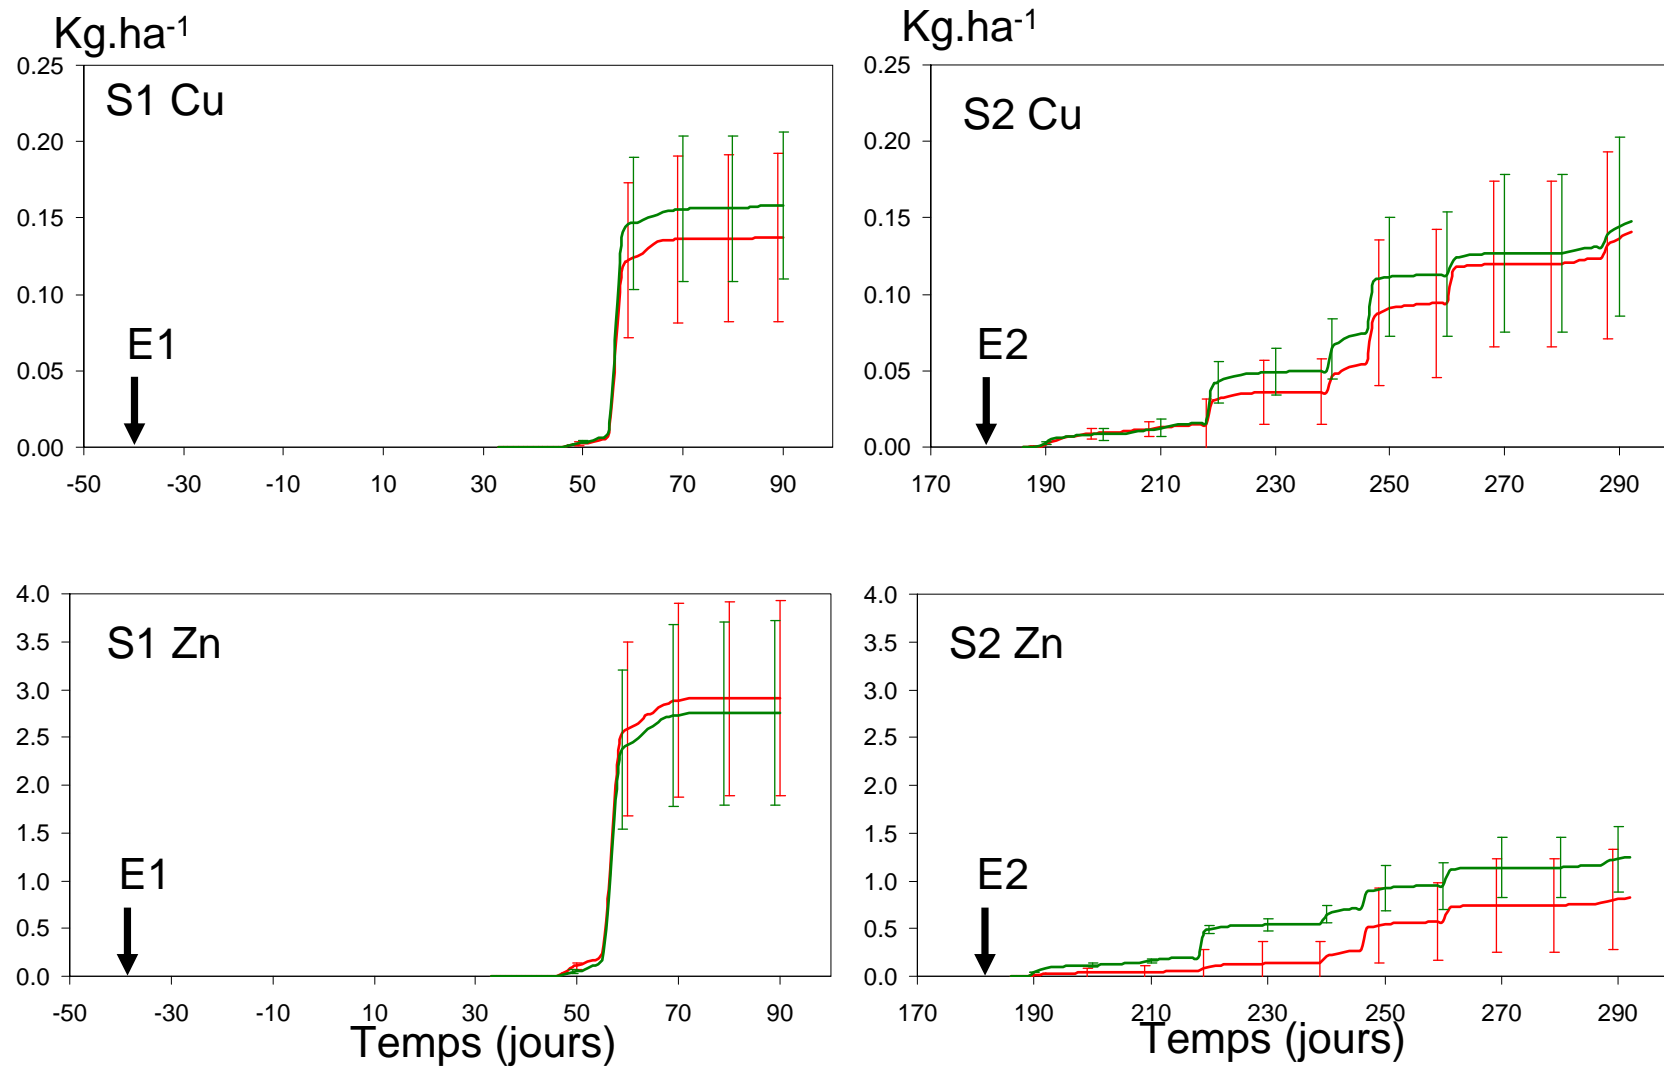 Kg.ha-1
S1 Cu
0.25
0.20
0.15
0.10
0.05
0.00
E1
-50 -30 -10 10 30 50 70 90
Kg.ha-1
S2 Cu
0.25
0.20
0.15
0.10
0.05
0.00
E2
170 190 210 230 250 270 290
S1 Zn
4.0
3.5
3.0
2.5
2.0
1.5
1.0
0.5
0.0
E1
-50 -30 -10 10 30 50 70 90
Temps (jours)
S2 Zn
4.0
3.5
3.0
2.5
2.0
1.5
1.0
0.5
0.0
E2
170 190 210 230 250 270 290
Temps (jours)